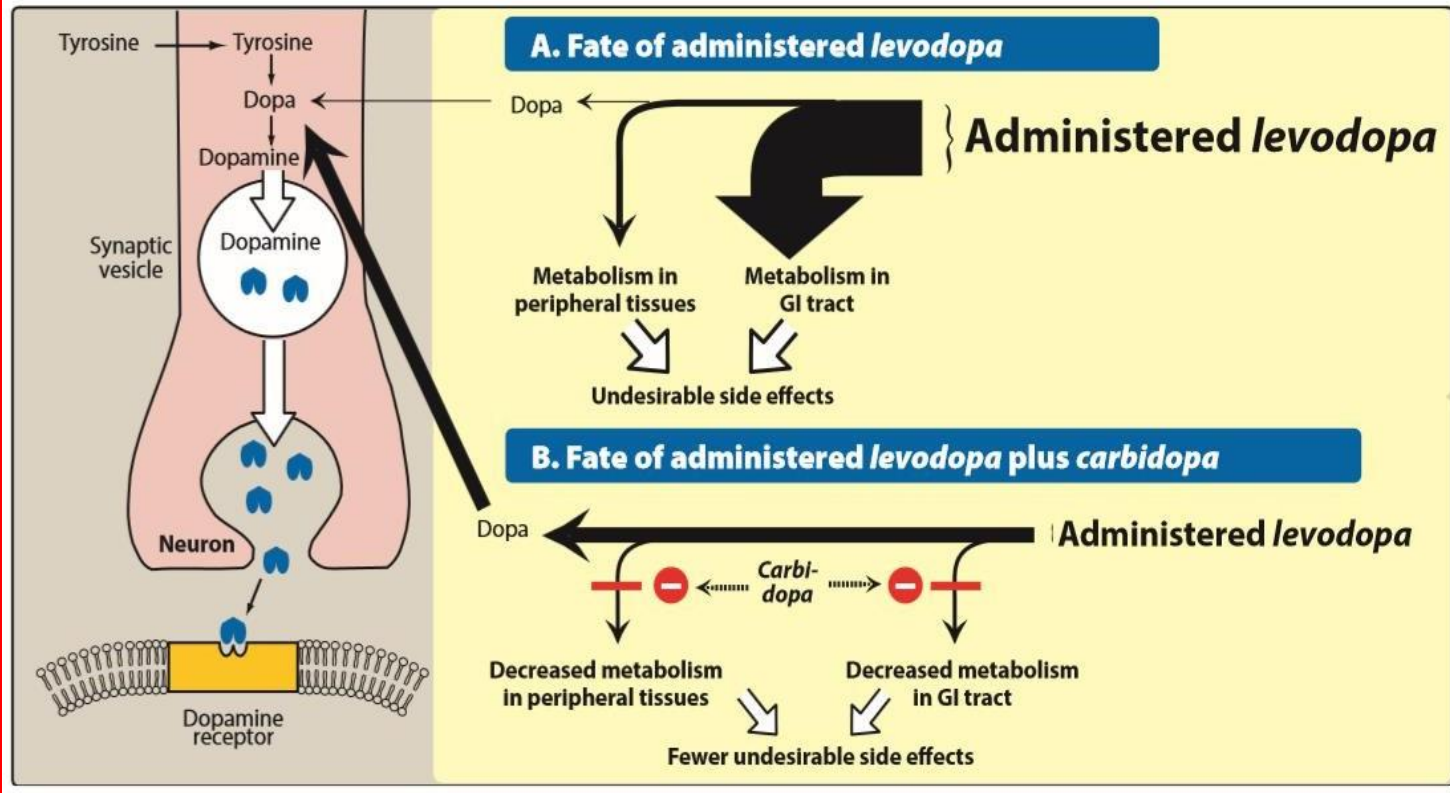 Tyrosine
Tyrosine
Dopa
Dopamine
Dopamine
Synaptic
vesicle
Neuron
Dopamine
receptor
A. Fate of administered levodopa
Dopa
Administered levodopa
Metabolism in
peripheral tissues
Metabolism in
GI tract
Undesirable side effects
B. Fate of administered levodopa plus carbidopa
Dopa
Administered levodopa
Carbi-
dopa
Decreased metabolism
in peripheral tissues
Decreased metabolism
in GI tract
Fewer undesirable side effects